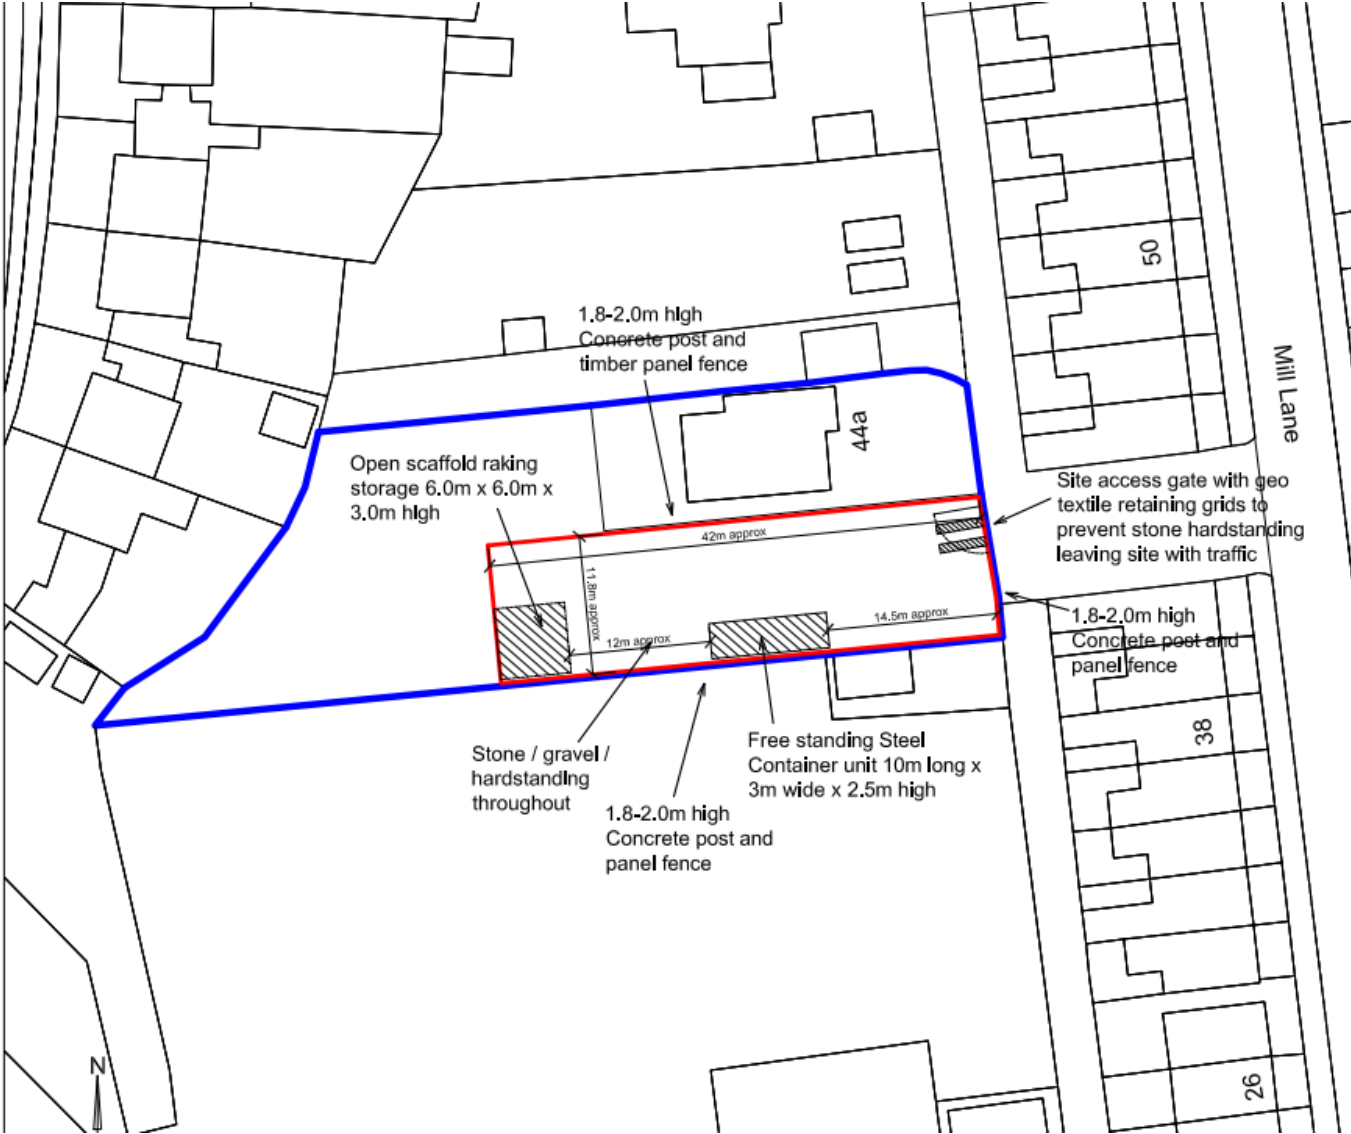 50
1.8-2.0m high
Concrete post and
timber panel fence
Mill Lane
44a
Open scaffold raking
storage 6.0m x 6.0m x
3.0m high
Site access gate with geo
textile retaining grids to
prevent stone hardstanding
leaving site with traffic
42m approx
11.8m approx
12m approx
14.5m approx
1.8-2.0m high
Concrete post and
panel fence
38
Stone / gravel /
hardstanding
throughout
Free standing Steel
Container unit 10m long x
3m wide x 2.5m high
1.8-2.0m high
Concrete post and
panel fence
N
26